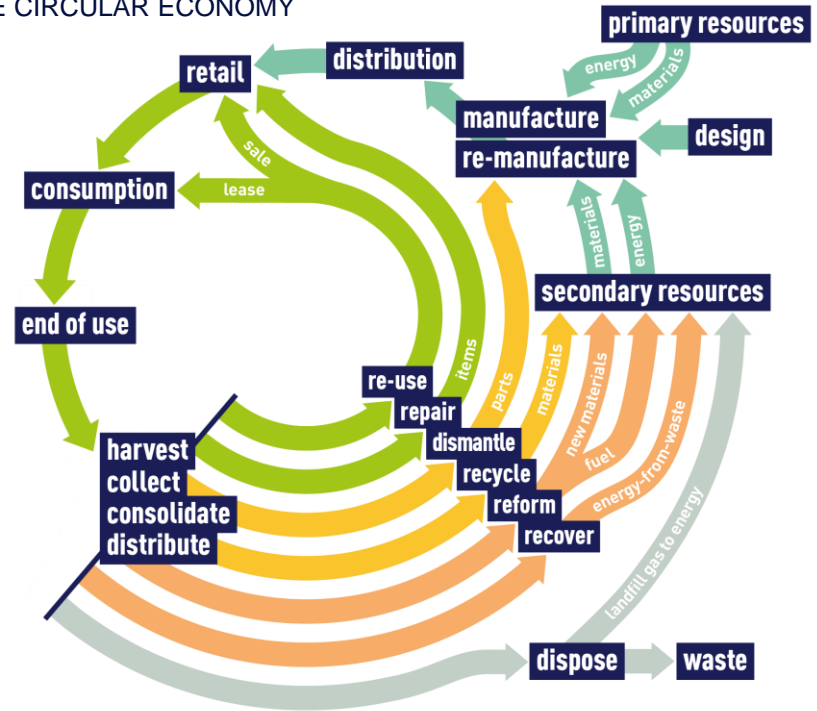 E CIRCULAR ECONOMY
primary resources
distribution
retail
energy
materials
manufacture
design
re-manufacture
sale
lease
consumption
materials
energy
secondary resources
end of use
items
parts
materials
new materials
fuel
energy-from-waste
re-use
repair
dismantle
recycle
reform
recover
harvest
collect
consolidate
distribute
landfill gas to energy
dispose
waste